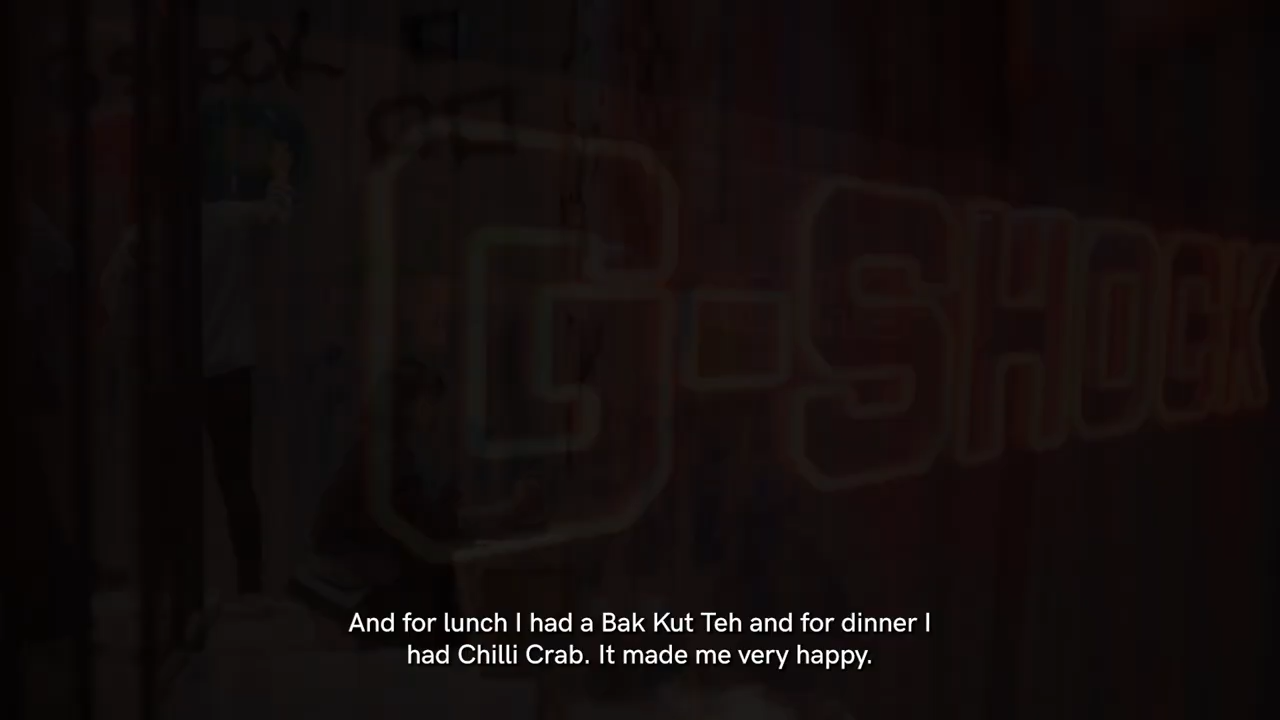 G-SHOCK
And for lunch I had a Bak Kut Teh and for dinner I
had Chilli Crab. It made me very happy.